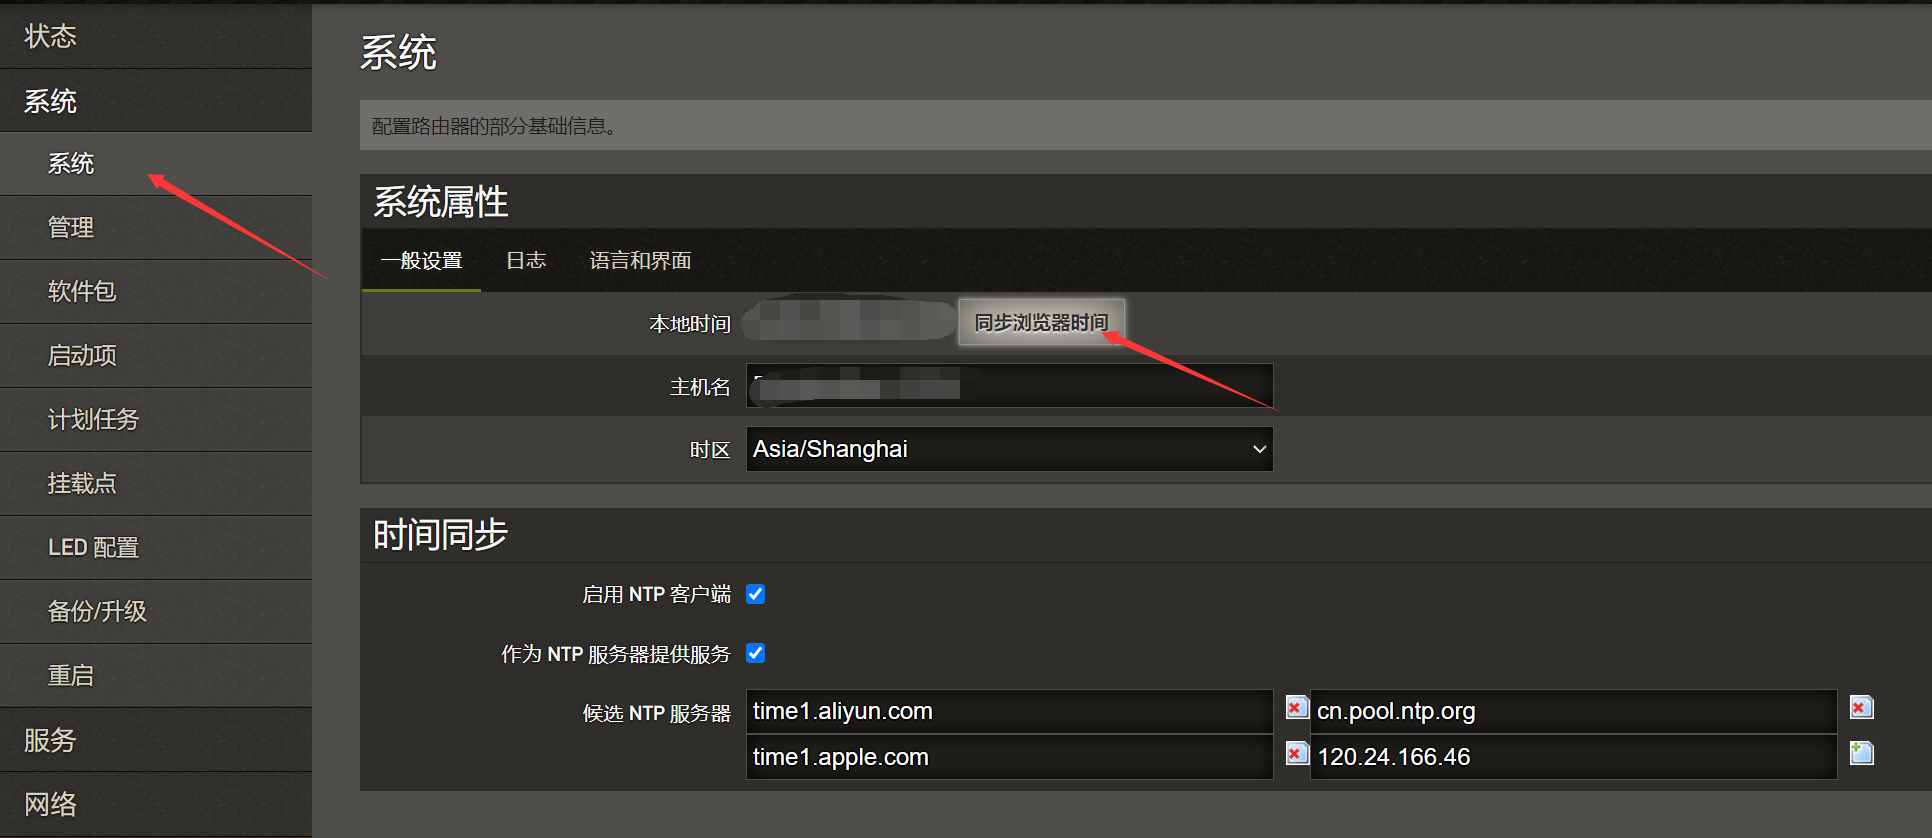 状态
系统
系统
管理
软件包
启动项
计划任务
挂载点
LED 配置
备份/升级
重启
服务
网络
系统
配置路由器的部分基础信息。
系统属性
一般设置 日志 语言和界面
本地时间 同步浏览器时间
主机名
时区 Asia/Shanghai
时间同步
启用 NTP 客户端
作为 NTP 服务器提供服务
候选 NTP 服务器 time1.aliyun.com cn.pool.ntp.org
time1.apple.com 120.24.166.46